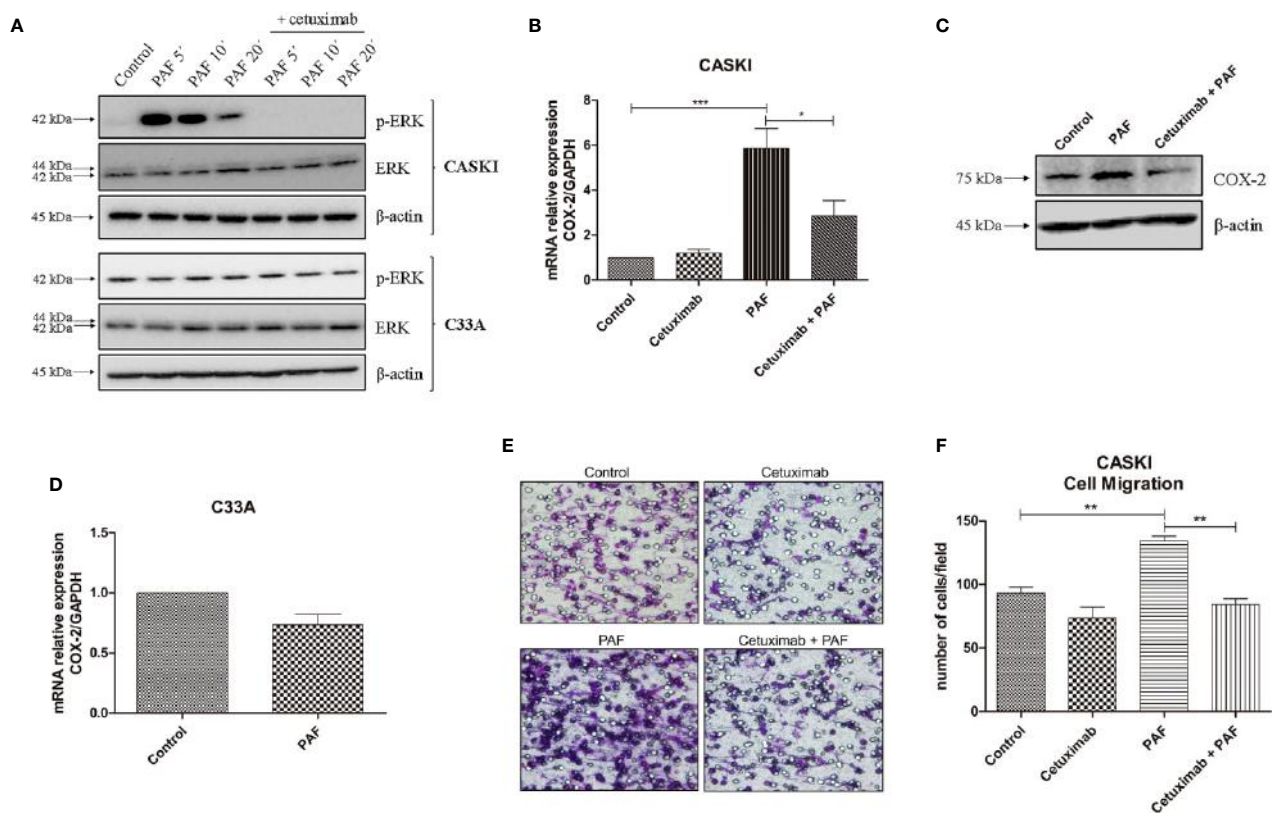 A
+ cetuximab
Control
PAF 5´
PAF 10´
PAF 20´
PAF 5´
PAF 10´
PAF 20´
42 kDa
p-ERK
44 kDa
42 kDa
ERK
CASKI
45 kDa
β-actin
42 kDa
p-ERK
44 kDa
42 kDa
ERK
C33A
45 kDa
β-actin
B
CASKI
mRNA relative expression
COX-2/GAPDH
8
6
4
2
0
***
*
Control
Cetuximab
PAF
Cetuximab + PAF
C
Control
PAF
Cetuximab + PAF
75 kDa
COX-2
45 kDa
β-actin
D
C33A
mRNA relative expression
COX-2/GAPDH
1.5
1.0
0.5
0.0
Control
PAF
E
Control
Cetuximab
PAF
Cetuximab + PAF
F
CASKI
Cell Migration
number of cells/field
150
100
50
0
**
**
Control
Cetuximab
PAF
Cetuximab + PAF